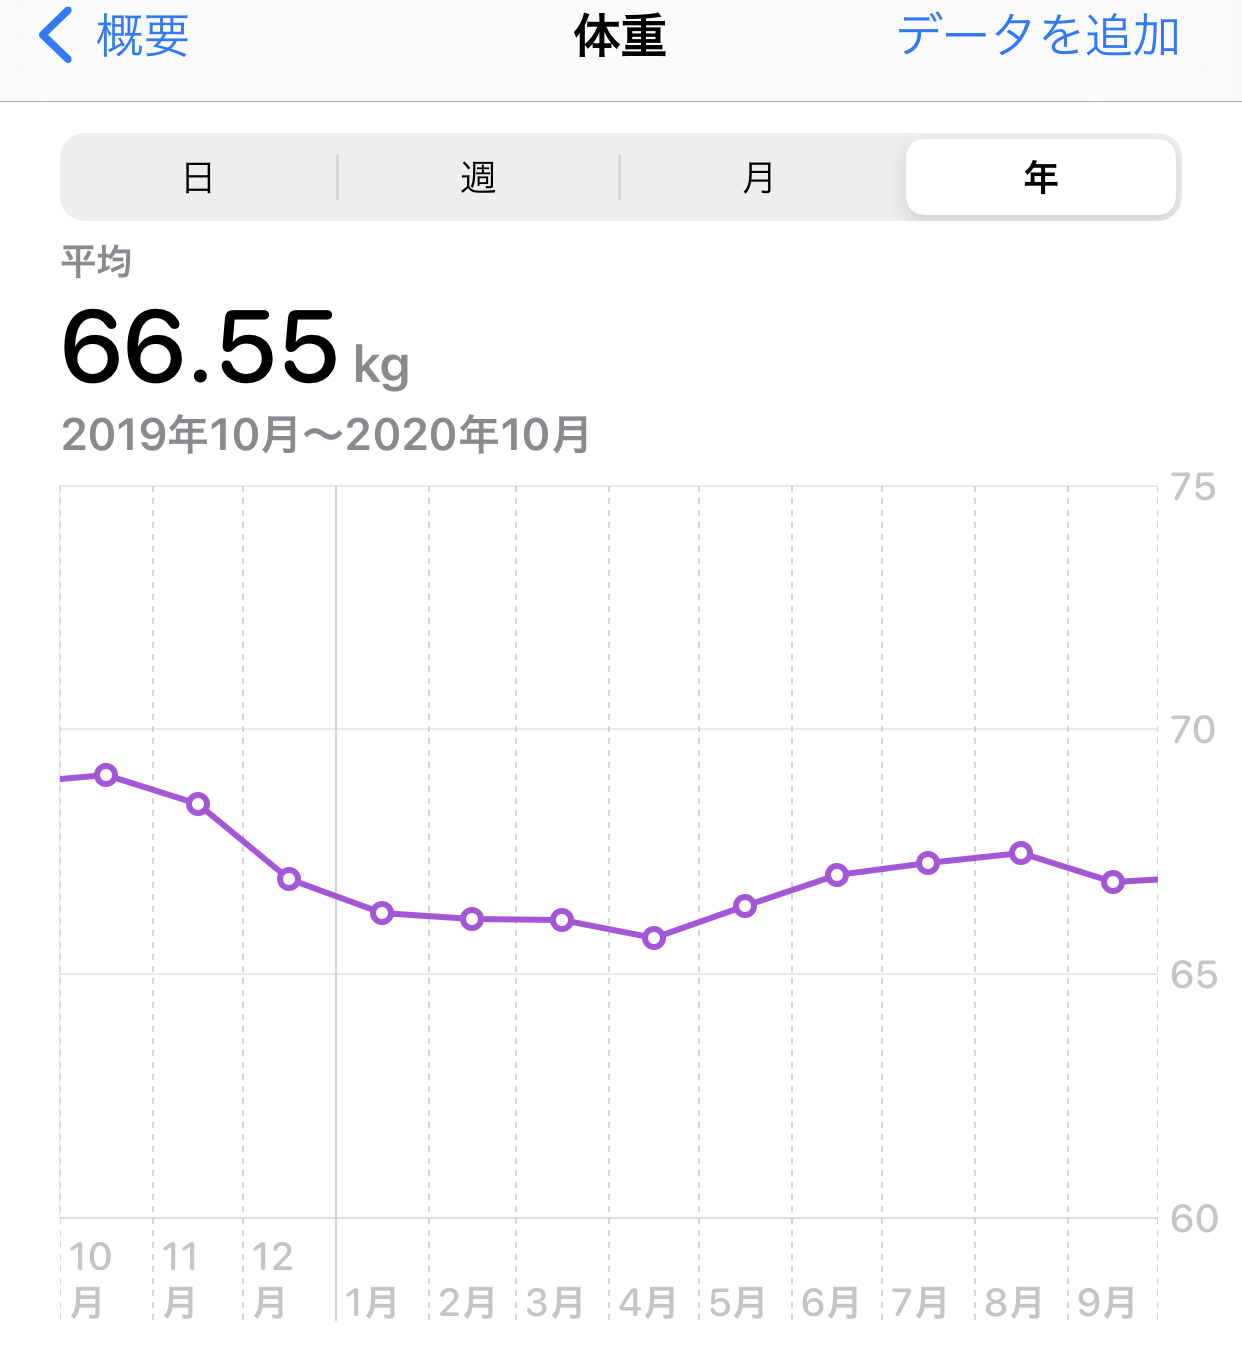 概要 体重 データを追加
日 週 月 年
平均
66.55 kg
2019年10月〜2020年10月
75
70
65
60
10月 11月 12月 1月 2月 3月 4月 5月 6月 7月 8月 9月